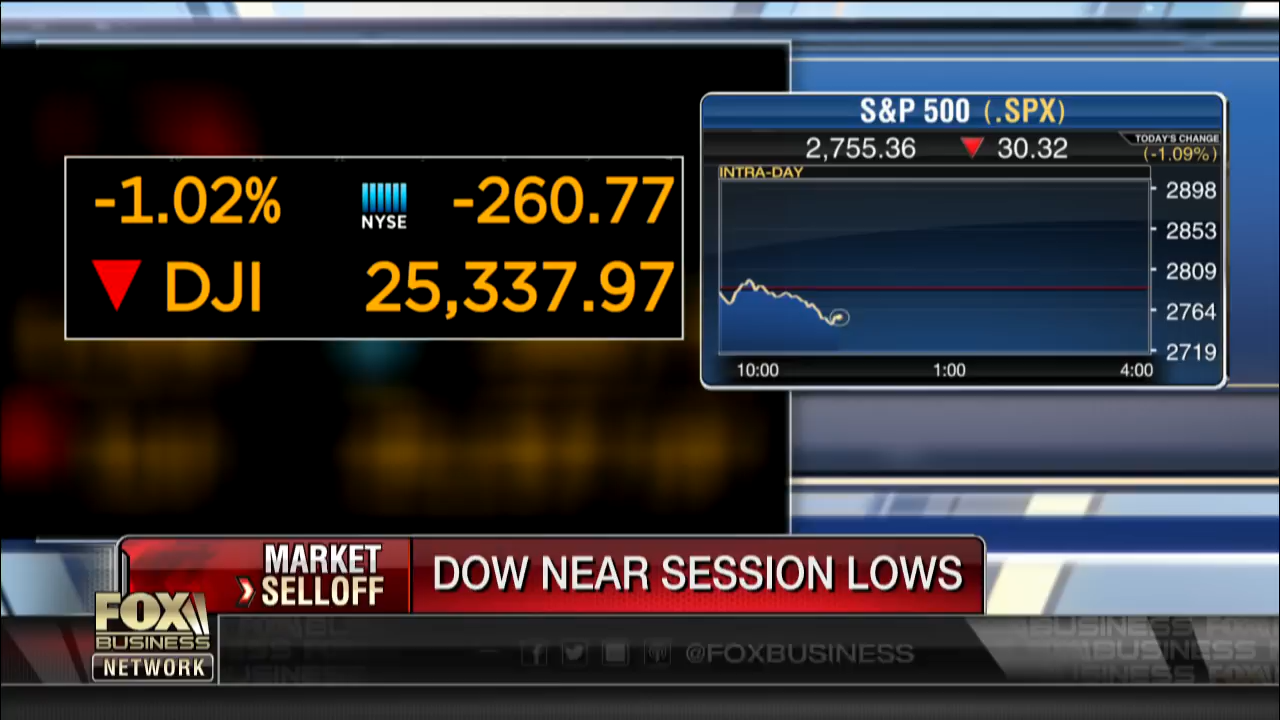 -1.02%
NYSE
-260.77
DJI
25,337.97
S&P 500 (.SPX)
2,755.36
30.32
TODAY'S CHANGE
(-1.09%)
INTRA-DAY
2898
2853
2809
2764
2719
10:00
1:00
4:00
MARKET
SELLOFF
DOW NEAR SESSION LOWS
FOX
BUSINESS
NETWORK
@FOXBUSINESS